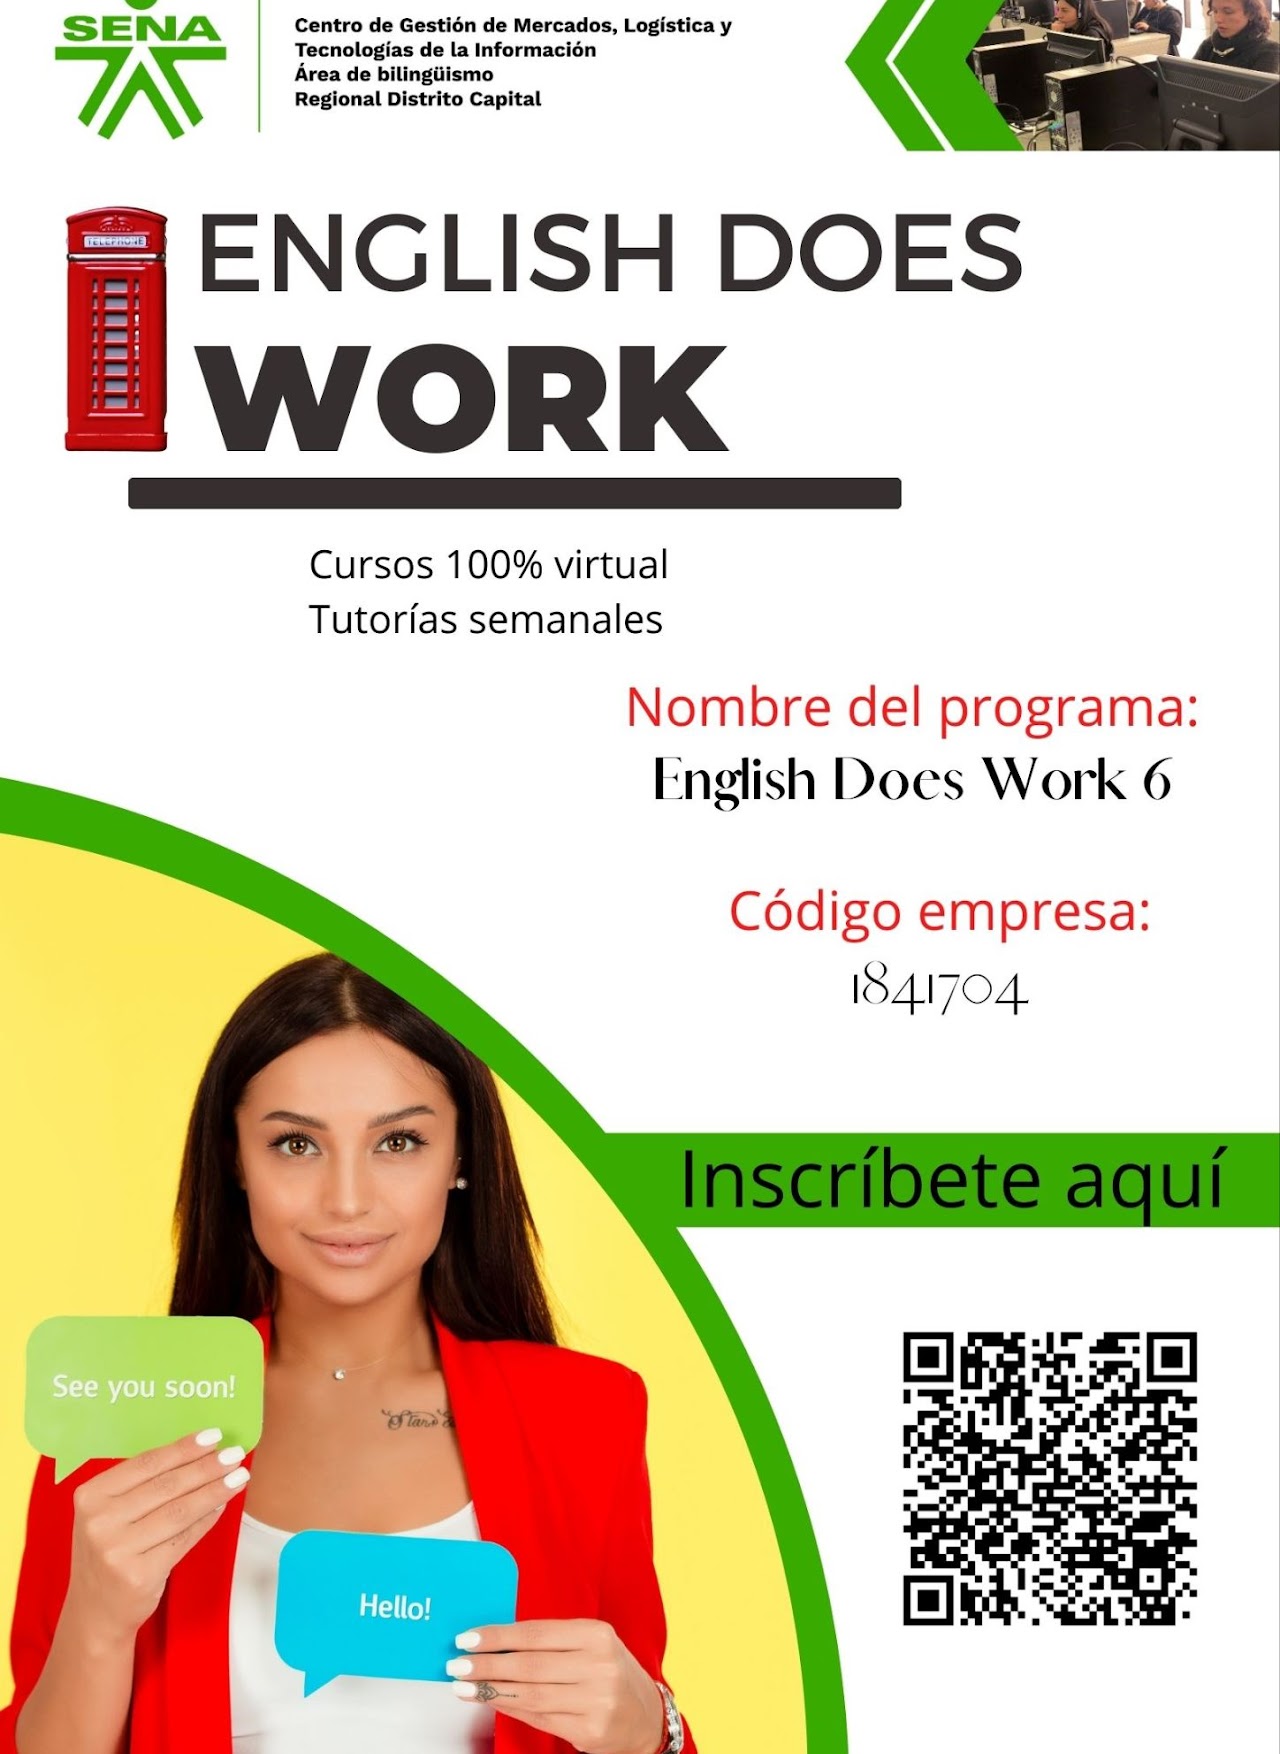 SENA
Centro de Gestión de Mercados, Logística y
Tecnologías de la Información
Área de bilingüismo
Regional Distrito Capital
TELEPHONE
ENGLISH DOES
WORK
Cursos 100% virtual
Tutorías semanales
Nombre del programa:
English Does Work 6
Código empresa:
1841704
Inscríbete aquí
See you soon!
Hello!